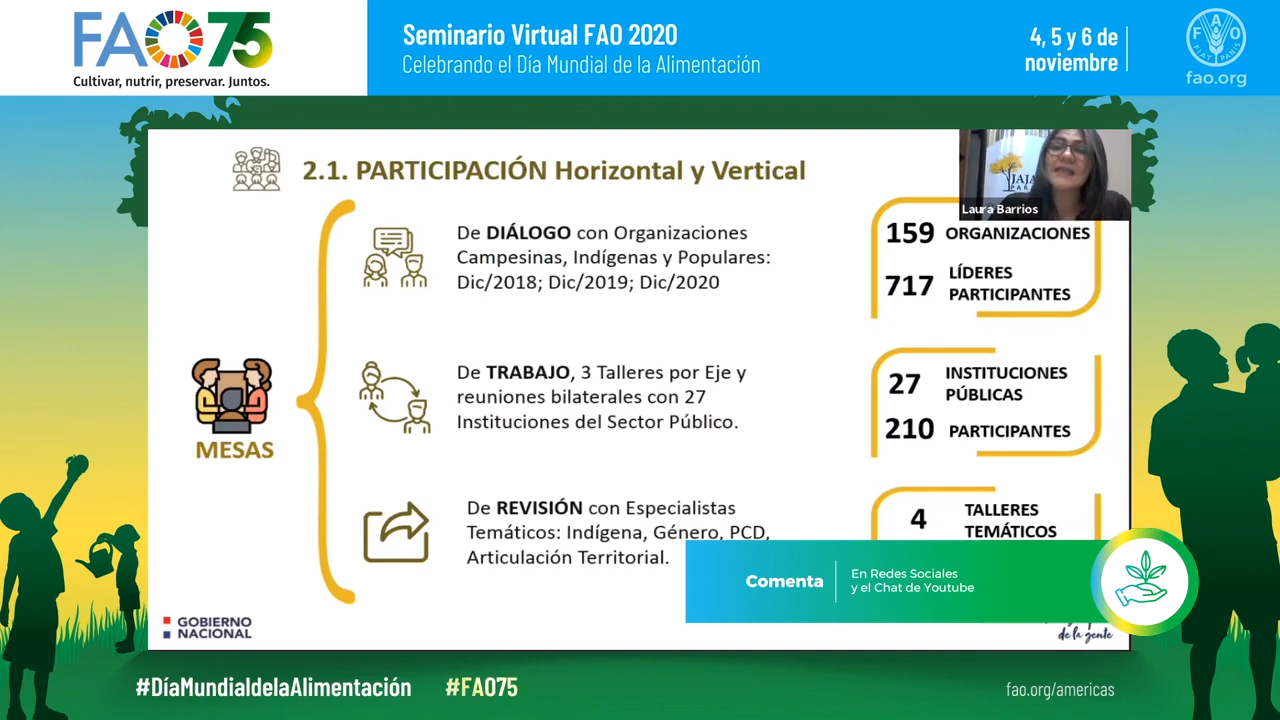 FAO75
Cultivar, nutrir, preservar. Juntos.
Seminario Virtual FAO 2020
Celebrando el Día Mundial de la Alimentación
4, 5 y 6 de
noviembre
FAO
FIAT PANIS
fao.org
2.1. PARTICIPACIÓN Horizontal y Vertical
JAJA
Laura Barrios
MESAS
De DIÁLOGO con Organizaciones
Campesinas, Indígenas y Populares:
Dic/2018; Dic/2019; Dic/2020
159 ORGANIZACIONES
717 LÍDERES
PARTICIPANTES
De TRABAJO, 3 Talleres por Eje y
reuniones bilaterales con 27
Instituciones del Sector Público.
27 INSTITUCIONES
PÚBLICAS
210 PARTICIPANTES
De REVISIÓN con Especialistas
Temáticos: Indígena, Género, PCD,
Articulación Territorial.
4 TALLERES
TEMÁTICOS
Comenta
En Redes Sociales
y el Chat de Youtube
GOBIERNO
NACIONAL
de la gente
#DíaMundialdelaAlimentación #FAO75
fao.org/americas